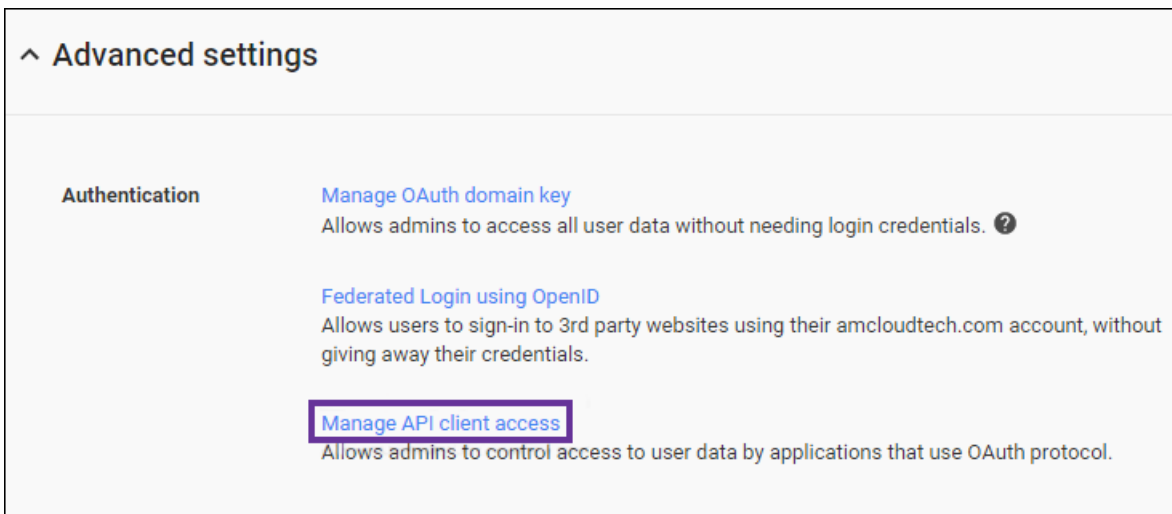 Advanced settings
Authentication
Manage OAuth domain key
Allows admins to access all user data without needing login credentials. ?
Federated Login using OpenID
Allows users to sign-in to 3rd party websites using their amcloudtech.com account, without
giving away their credentials.
Manage API client access
Allows admins to control access to user data by applications that use OAuth protocol.